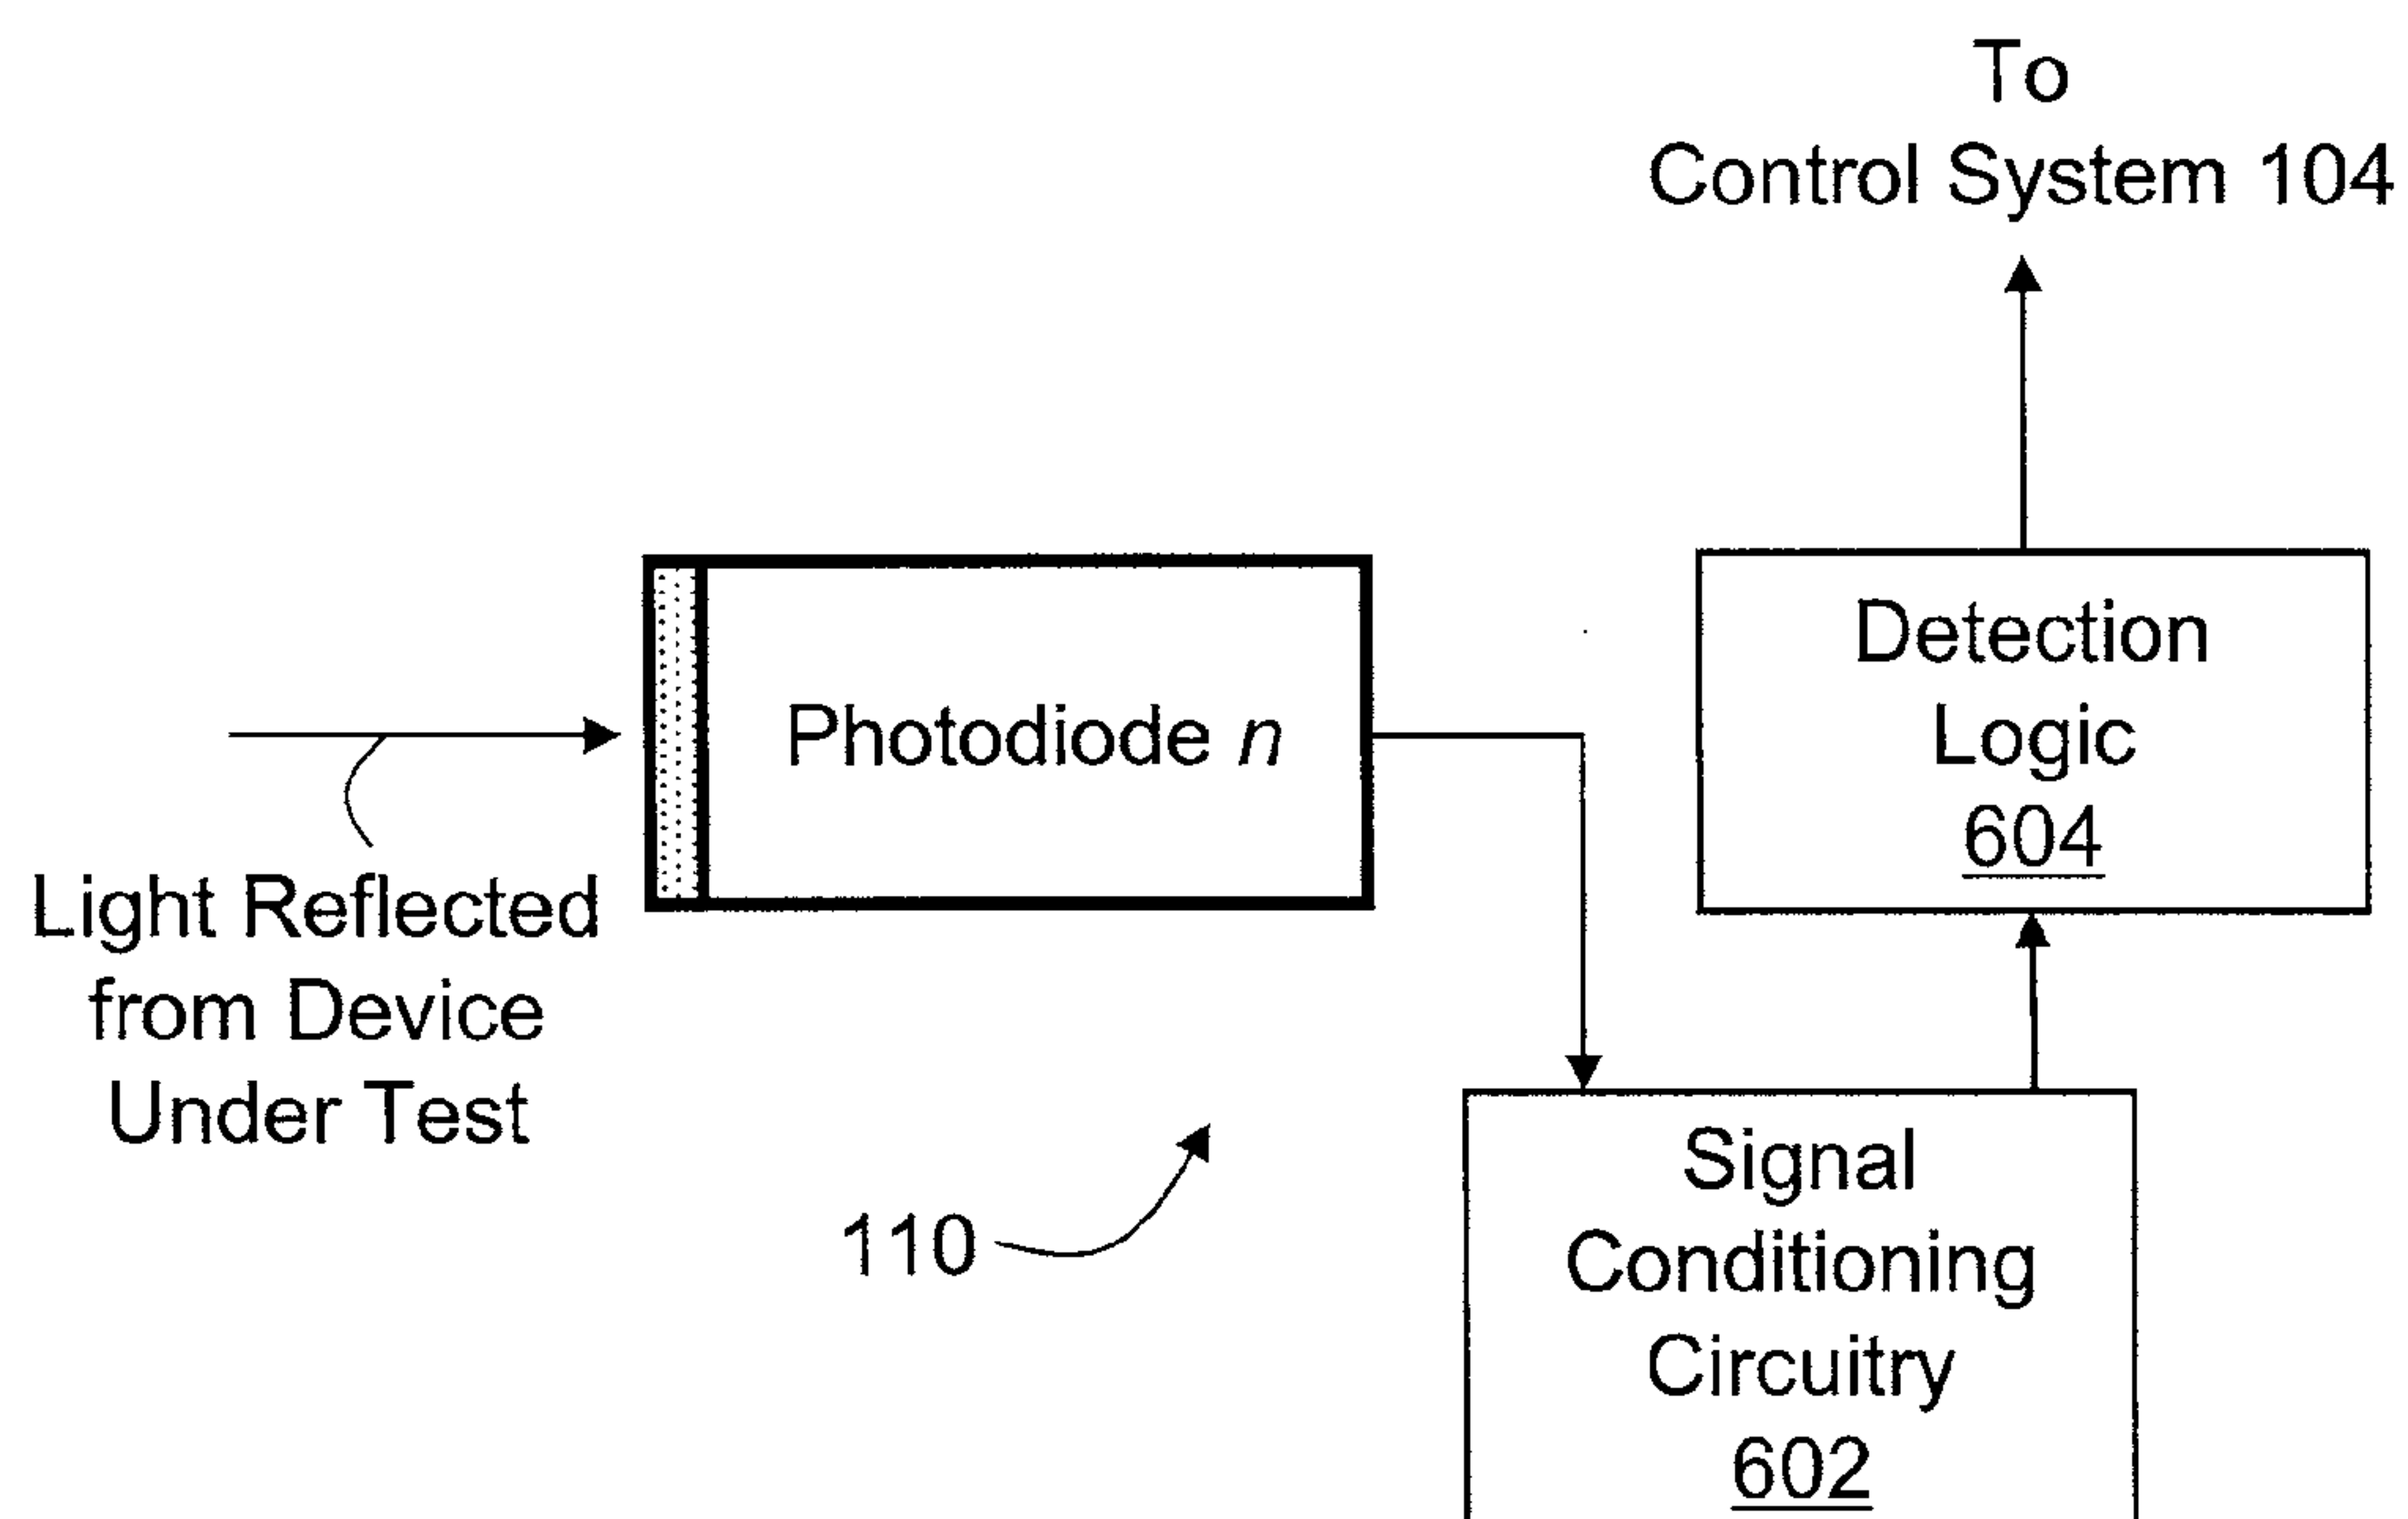 To
Control System 104
Photodiode n
Detection
Logic
604
Light Reflected
from Device
Under Test
110
Signal
Conditioning
Circuitry
602